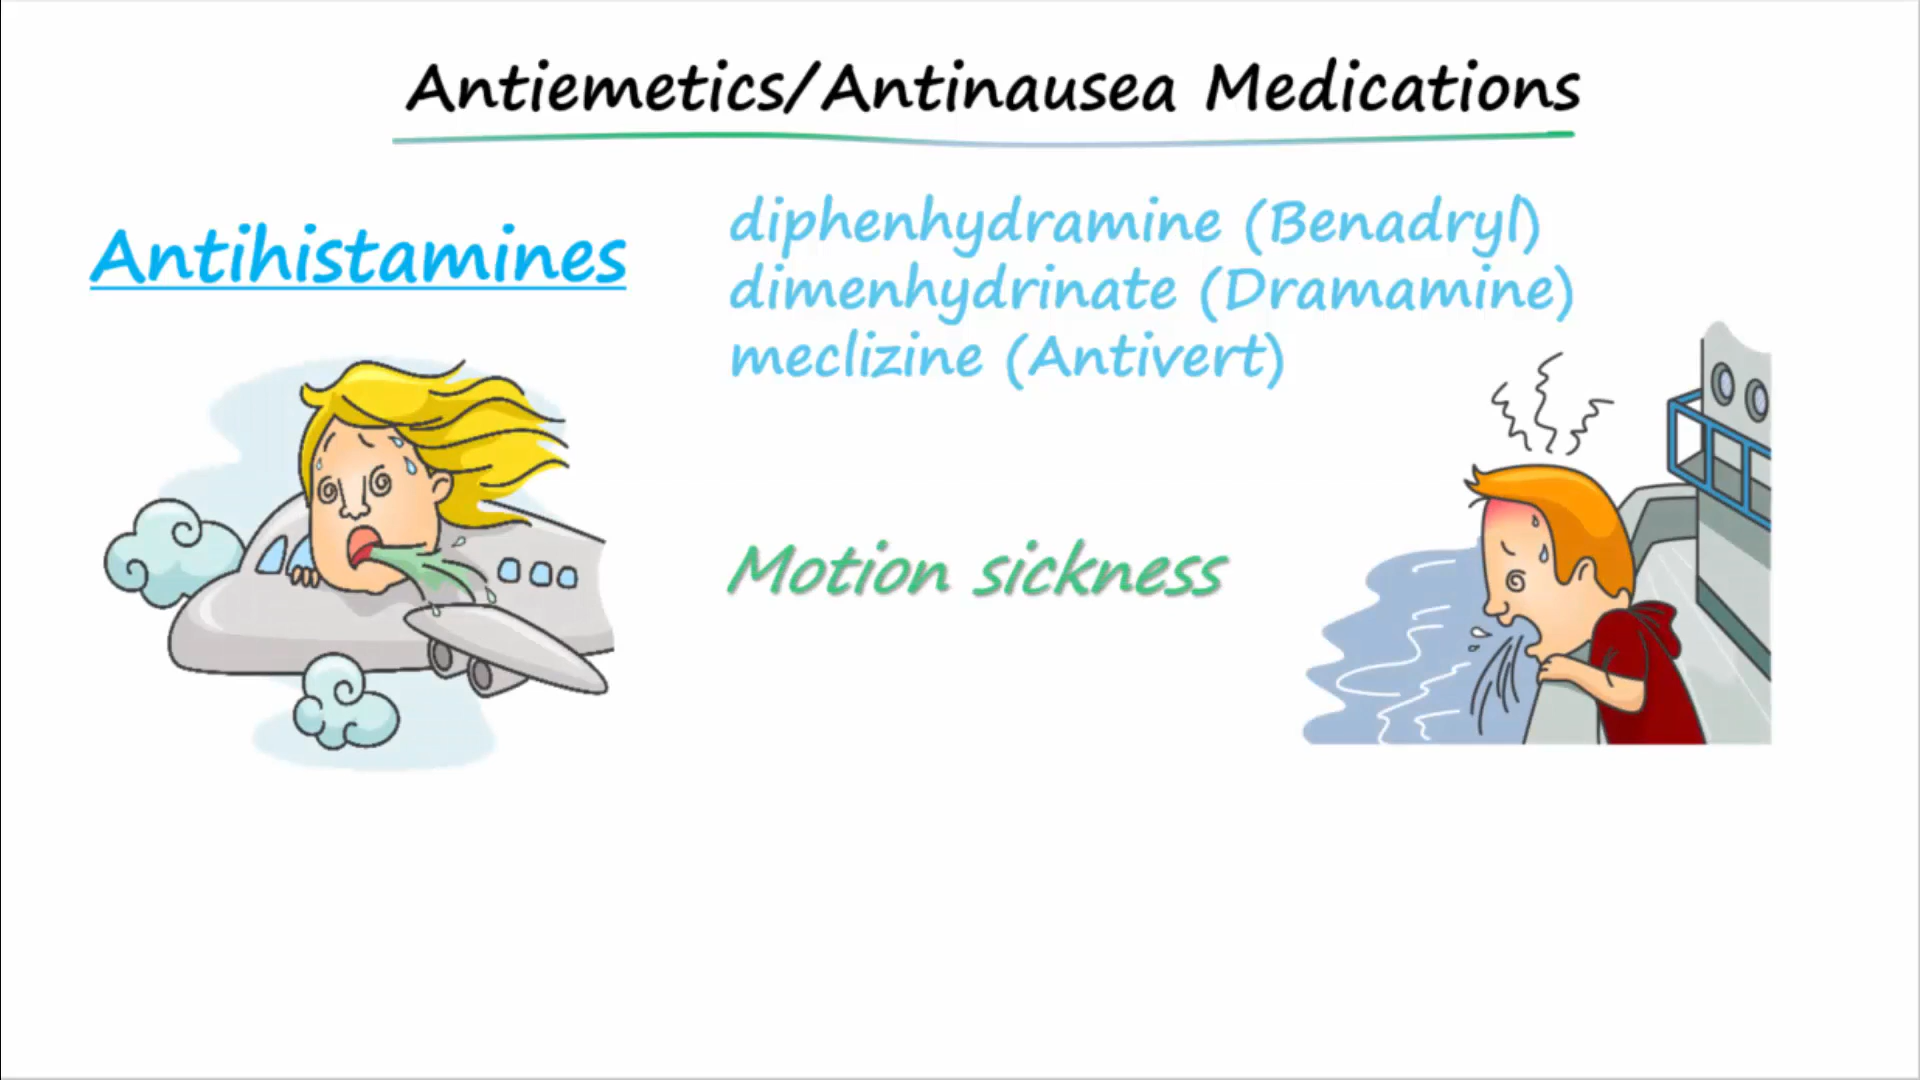 Antiemetics/Antinausea Medications
Antihistamines
diphenhydramine (Benadryl)
dimenhydrinate (Dramamine)
meclizine (Antivert)
Motion sickness